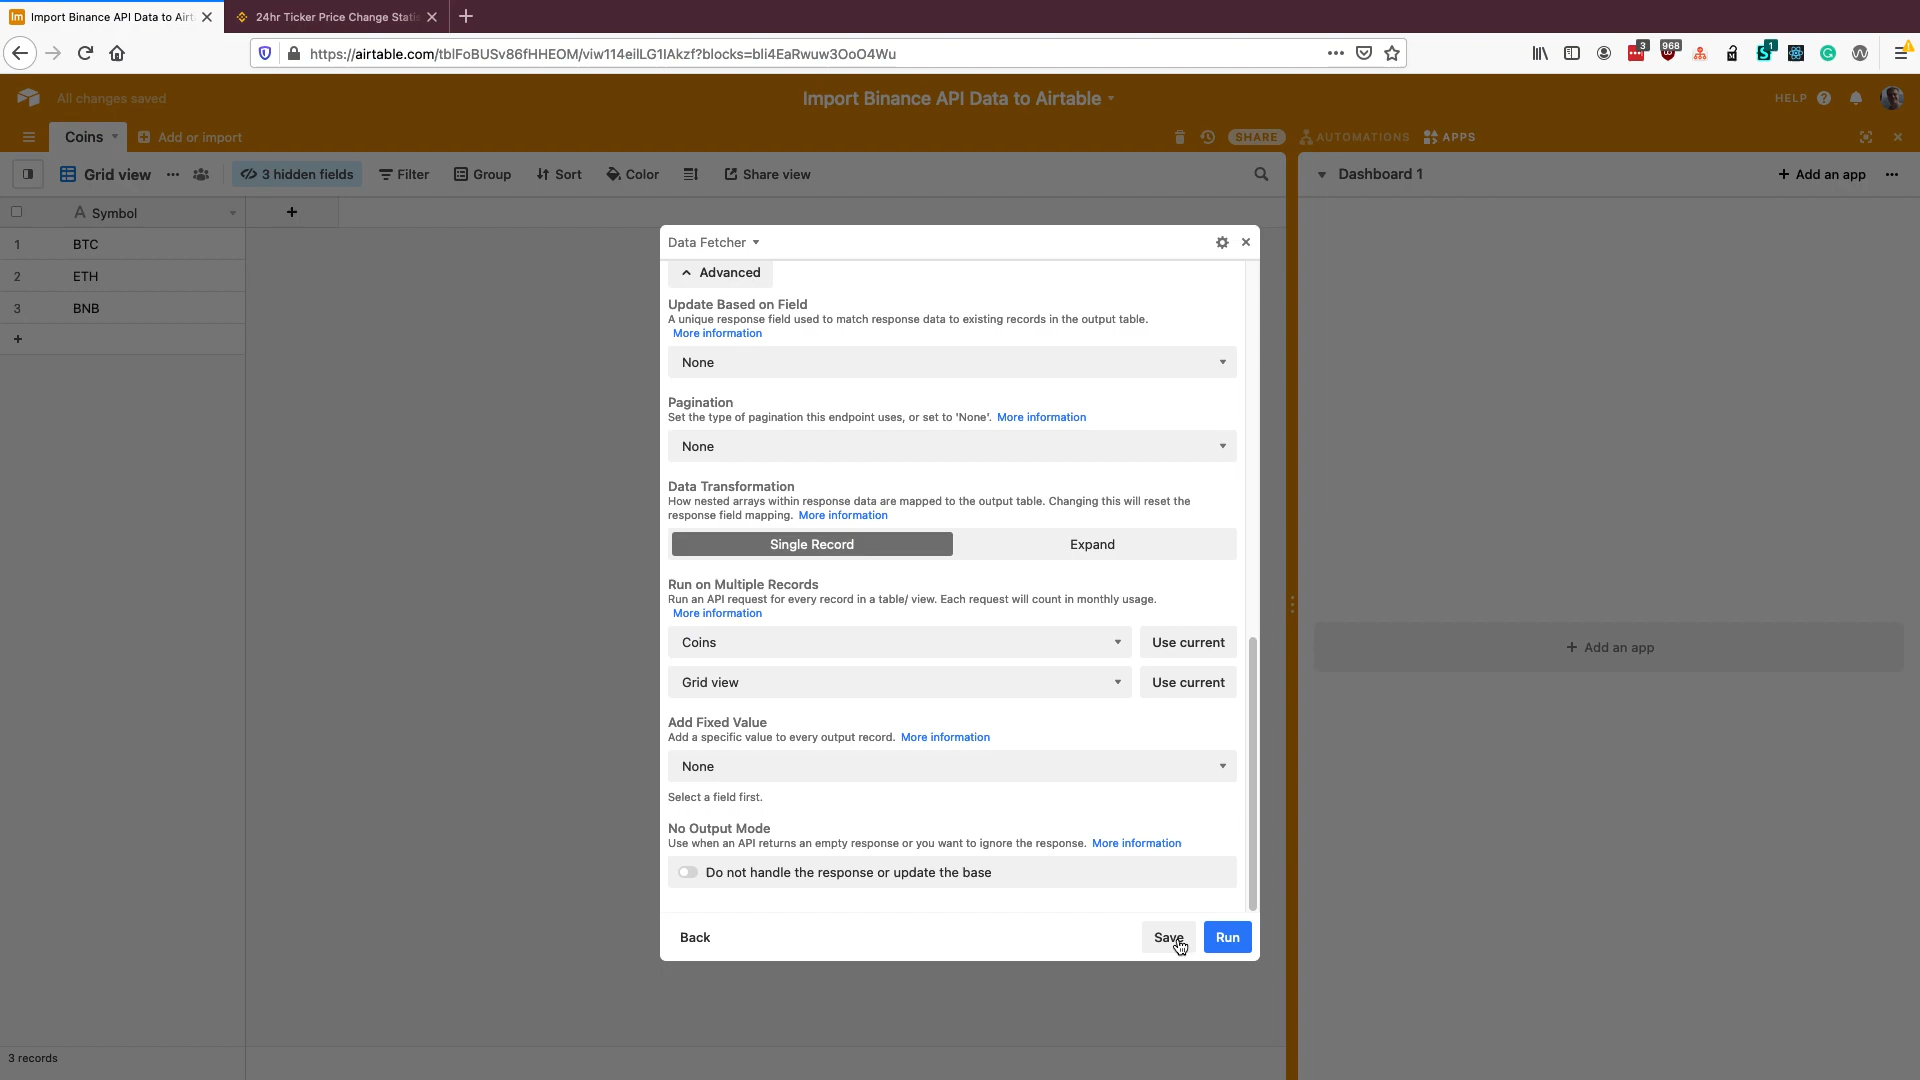 Im Import Binance API Data to Airt
24hr Ticker Price Change Statis
https://airtable.com/tblFoBUSv86fHHEOM/viw114eilLG1IAkzf?blocks=bli4EaRwuw3OoO4Wu
3
968
1
All changes saved
Import Binance API Data to Airtable
HELP
Coins
Add or import
SHARE
AUTOMATIONS
APPS
Grid view
3 hidden fields
Filter
Group
Sort
Color
Share view
Dashboard 1
+ Add an app
A Symbol
+
1 BTC
2 ETH
3 BNB
+
Data Fetcher
Advanced
Update Based on Field
A unique response field used to match response data to existing records in the output table.
More information
None
Pagination
Set the type of pagination this endpoint uses, or set to 'None'. More information
None
Data Transformation
How nested arrays within response data are mapped to the output table. Changing this will reset the
response field mapping. More information
Single Record
Expand
Run on Multiple Records
Run an API request for every record in a table/ view. Each request will count in monthly usage.
More information
Coins
Use current
Grid view
Use current
Add Fixed Value
Add a specific value to every output record. More information
None
Select a field first.
No Output Mode
Use when an API returns an empty response or you want to ignore the response. More information
Do not handle the response or update the base
Back
Save
Run
+ Add an app
3 records